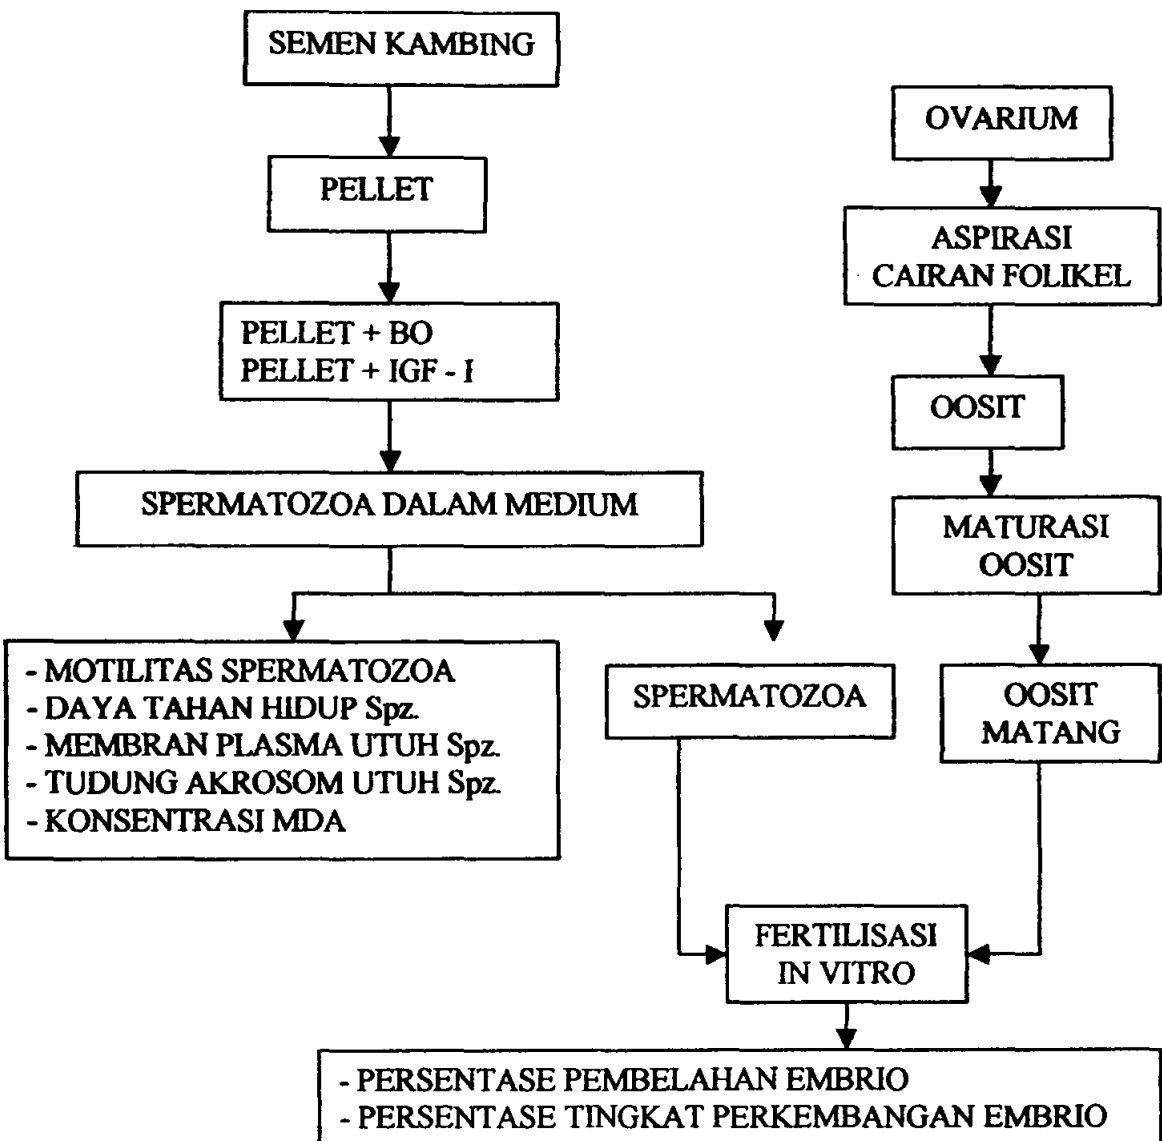 SEMEN KAMBING
PELLET
PELLET + BO
PELLET + IGF - I
SPERMATOZOA DALAM MEDIUM
- MOTILITAS SPERMATOZOA
- DAYA TAHAN HIDUP Spz.
- MEMBRAN PLASMA UTUH Spz.
- TUDUNG AKROSOM UTUH Spz.
- KONSENTRASI MDA
SPERMATOZOA
OVARIUM
ASPIRASI
CAIRAN FOLIKEL
OOSIT
MATURASI
OOSIT
OOSIT
MATANG
FERTILISASI
IN VITRO
- PERSENTASE PEMBELAHAN EMBRIO
- PERSENTASE TINGKAT PERKEMBANGAN EMBRIO